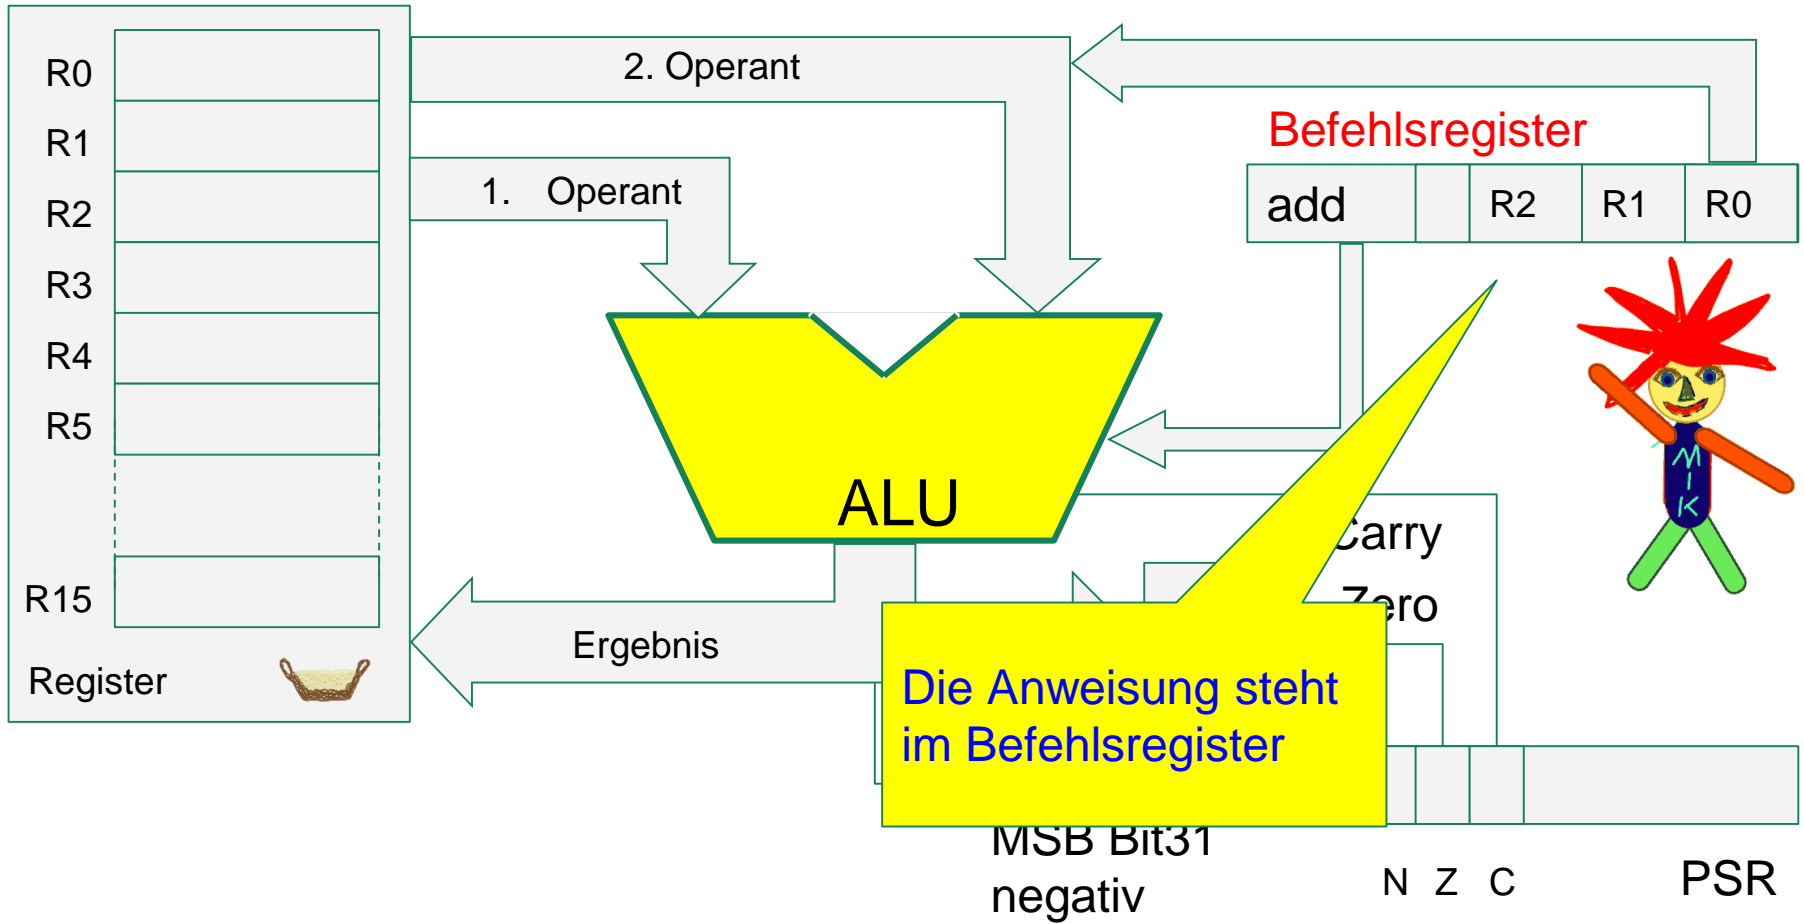 R0
R1
R2
R3
R4
R5
R15
Register
2. Operant
1. Operant
Befehlsregister
add R2 R1 R0
MIK
ALU
Carry
Zero
Ergebnis
Die Anweisung steht
im Befehlsregister
MSB Bit31
negativ
N Z C PSR